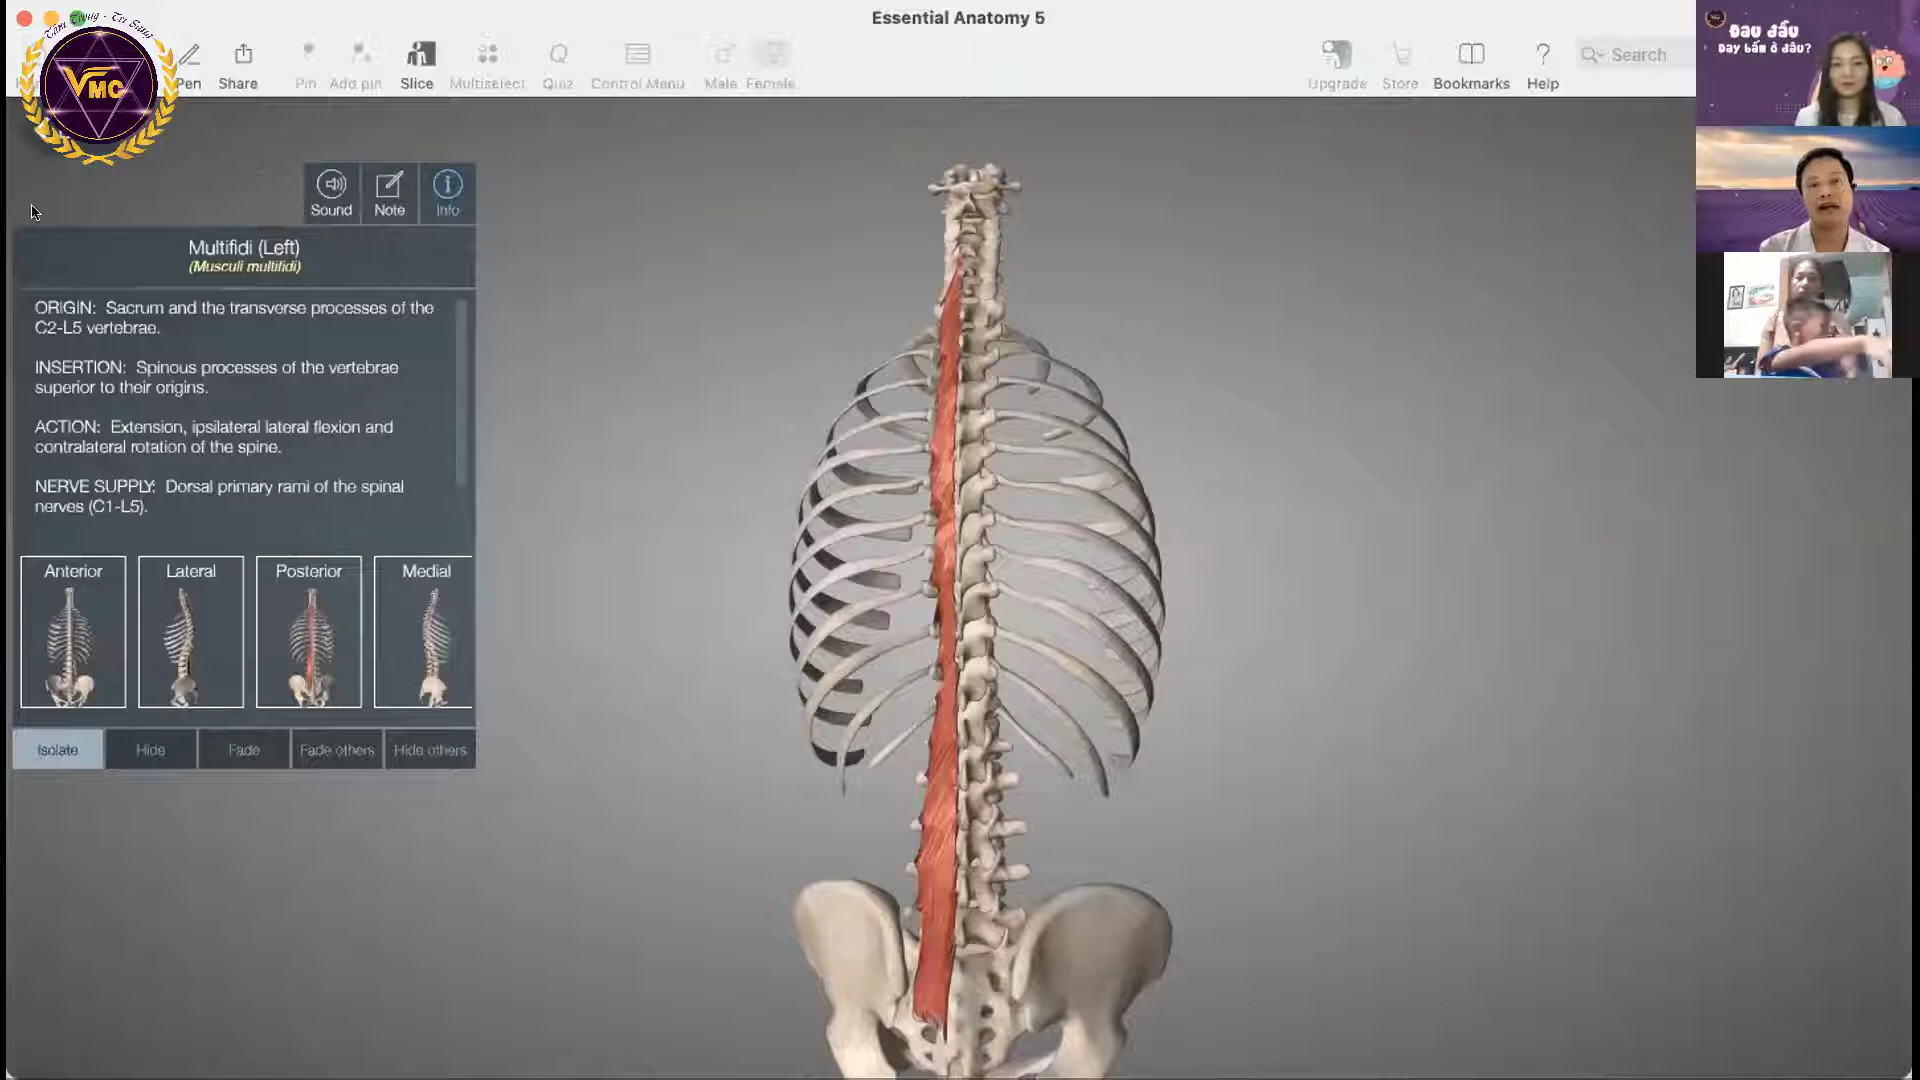 Essential Anatomy 5
Tâm Trung - Trí Sáng
VMC
Pen
Share
Pin
Add pin
Slice
Multiselect
Quiz
Control Menu
Male
Female
Upgrade
Store
Bookmarks
Help
Search
Đau đầu
Day bấm ở đâu?
Sound
Note
Info
Multifidi (Left)
(Musculi multifidi)
ORIGIN: Sacrum and the transverse processes of the
C2-L5 vertebrae.
INSERTION: Spinous processes of the vertebrae
superior to their origins.
ACTION: Extension, ipsilateral lateral flexion and
contralateral rotation of the spine.
NERVE SUPPLY: Dorsal primary rami of the spinal
nerves (C1-L5).
Anterior
Lateral
Posterior
Medial
Isolate
Hide
Fade
Fade others
Hide others